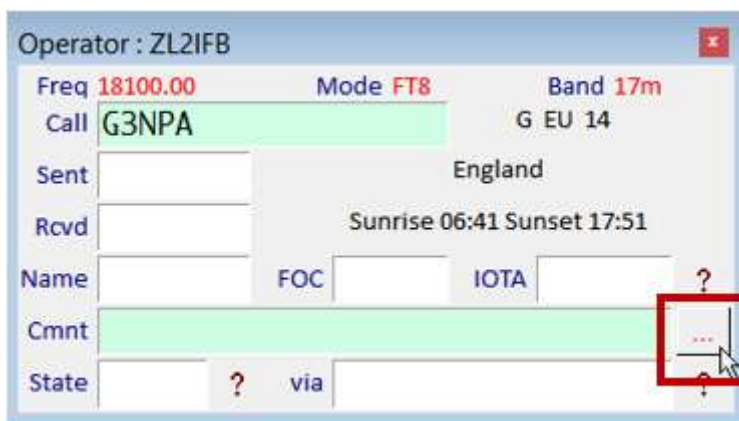 Operator : ZL2IFB x
Freq 18100.00 Mode FT8 Band 17m
Call G3NPA G EU 14
Sent England
Rcvd Sunrise 06:41 Sunset 17:51
Name FOC IOTA ?
Cmnt ...
State ? via ?